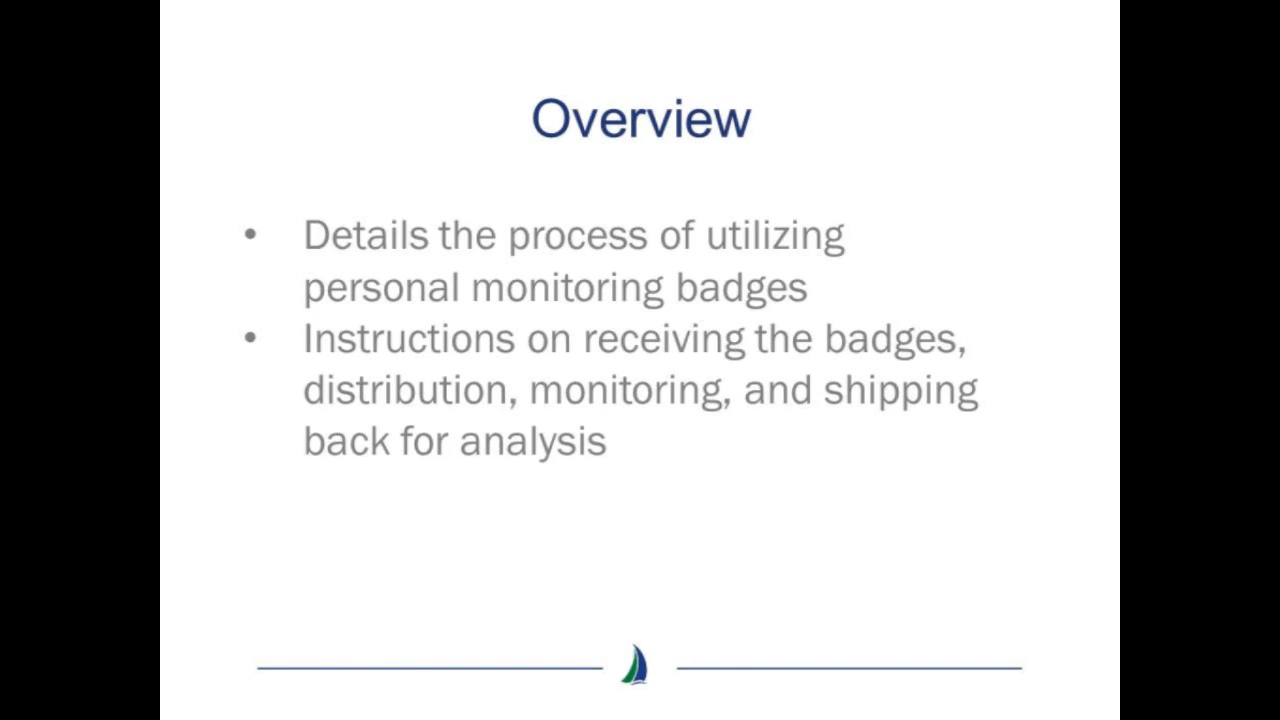 Overview
• Details the process of utilizing
personal monitoring badges
• Instructions on receiving the badges,
distribution, monitoring, and shipping
back for analysis